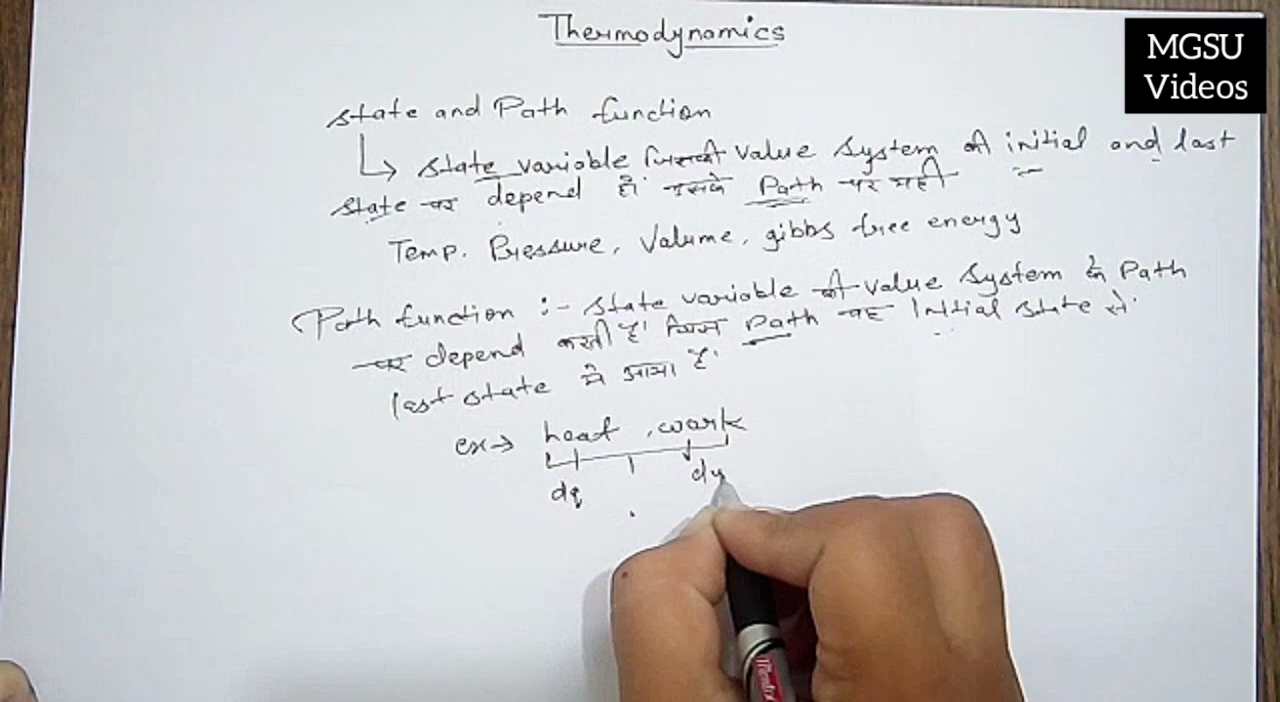 Thermodynamics
MGSU
Videos
State and Path function
↳ State variable जिसकी value system की initial and last
state पर depend हो। उसके Path पर नही
Temp. Pressure, Volume, gibbs free energy
Path function :- State variable की value system के Path
पर depend करती है। जिस Path पर Initial state से
last state मे आया है।
ex→ heat , work
dq